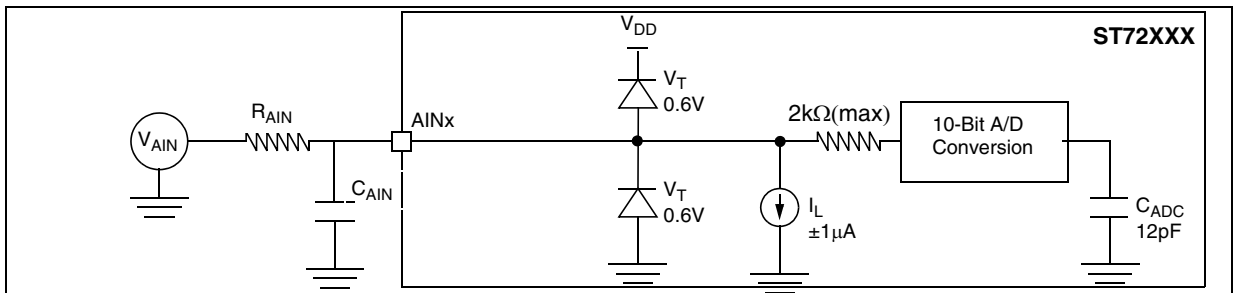 V_DD
ST72XXX
V_T
0.6V
R_AIN
AINx
2kΩ(max)
10-Bit A/D
Conversion
V_AIN
C_AIN
V_T
0.6V
I_L
±1μA
C_ADC
12pF